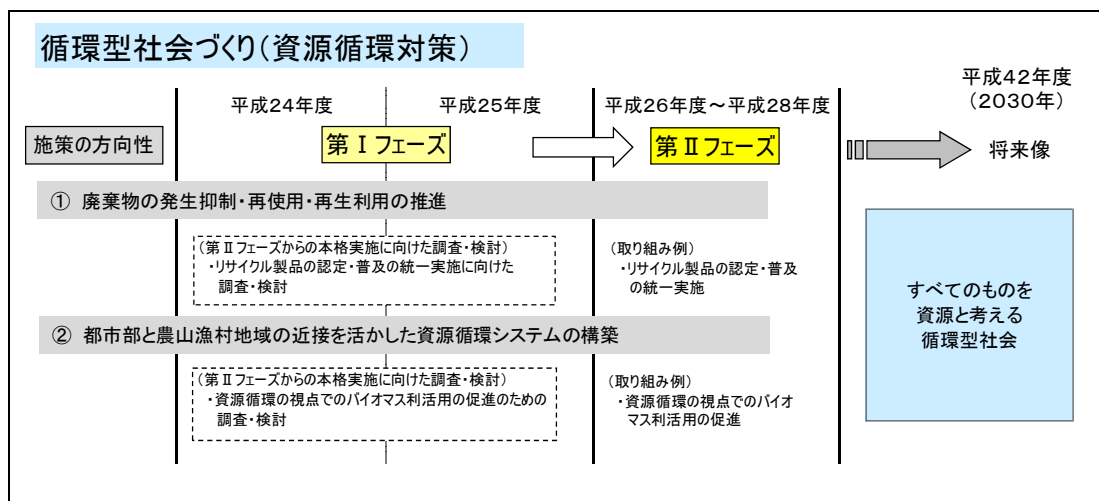 循環型社会づくり(資源循環対策)
平成24年度
平成25年度
平成26年度~平成28年度
平成42年度
(2030年)
施策の方向性
第Ⅰフェーズ
第Ⅱフェーズ
将来像
① 廃棄物の発生抑制・再使用・再生利用の推進
(第Ⅱフェーズからの本格実施に向けた調査・検討)
・リサイクル製品の認定・普及の統一実施に向けた
調査・検討
(取り組み例)
・リサイクル製品の認定・普及
の統一実施
すべてのものを
資源と考える
循環型社会
② 都市部と農山漁村地域の近接を活かした資源循環システムの構築
(第Ⅱフェーズからの本格実施に向けた調査・検討)
・資源循環の視点でのバイオマス利活用の促進のための
調査・検討
(取り組み例)
・資源循環の視点でのバイオ
マス利活用の促進